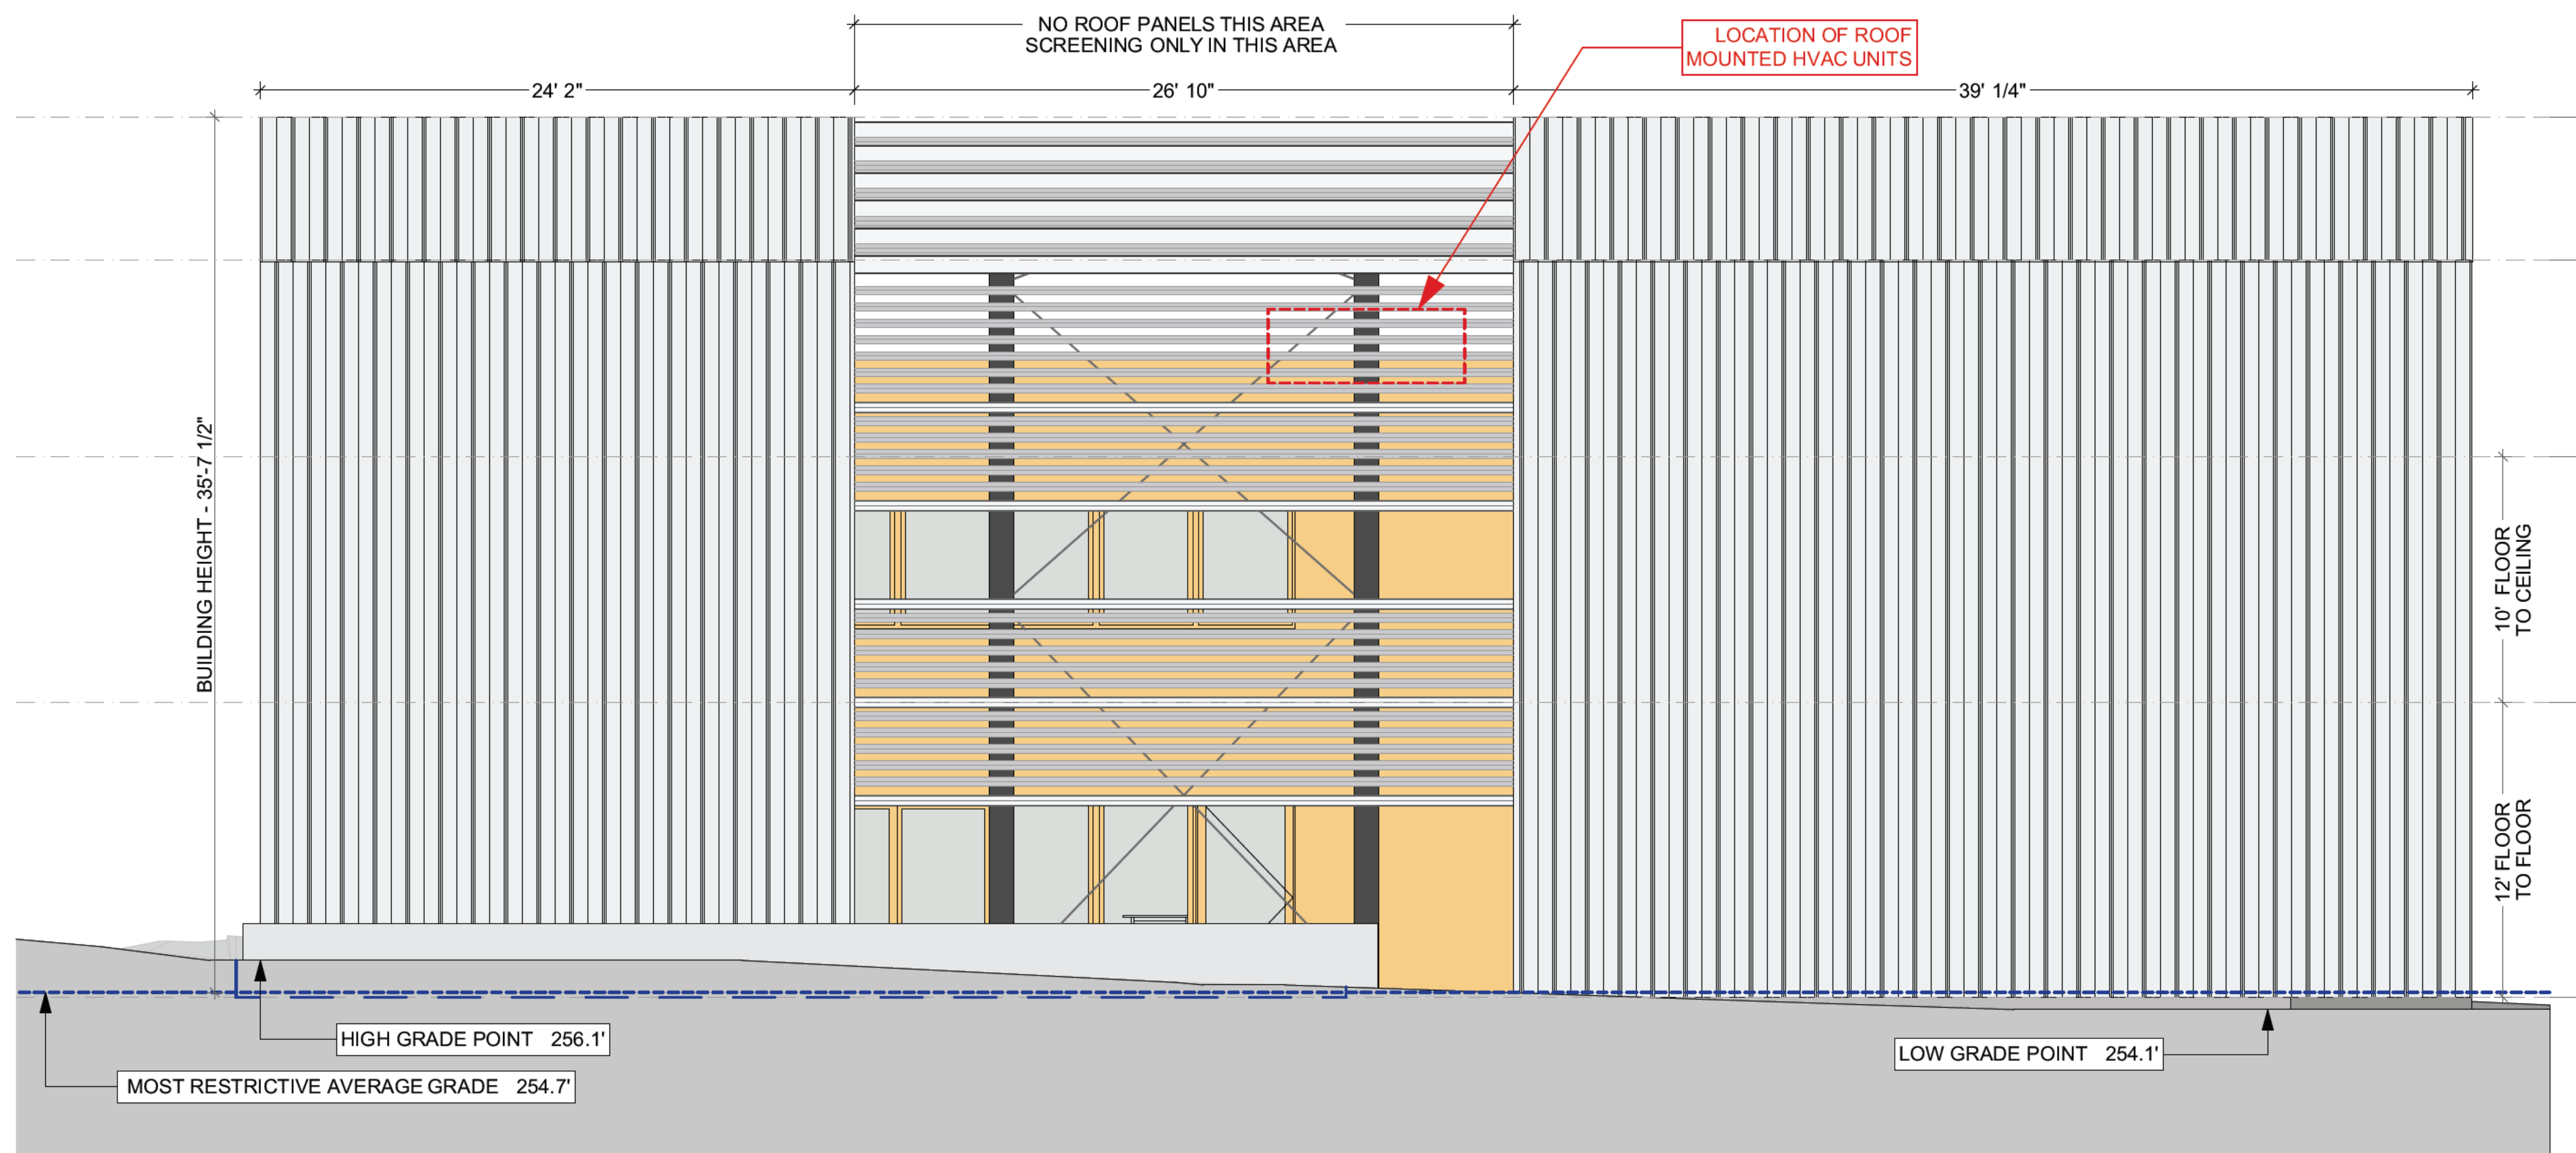 NO ROOF PANELS THIS AREA
SCREENING ONLY IN THIS AREA
LOCATION OF ROOF
MOUNTED HVAC UNITS
24' 2"
26' 10"
39' 1/4"
BUILDING HEIGHT - 35'-7 1/2"
10' FLOOR
TO CEILING
12' FLOOR
TO FLOOR
HIGH GRADE POINT 256.1'
MOST RESTRICTIVE AVERAGE GRADE 254.7'
LOW GRADE POINT 254.1'